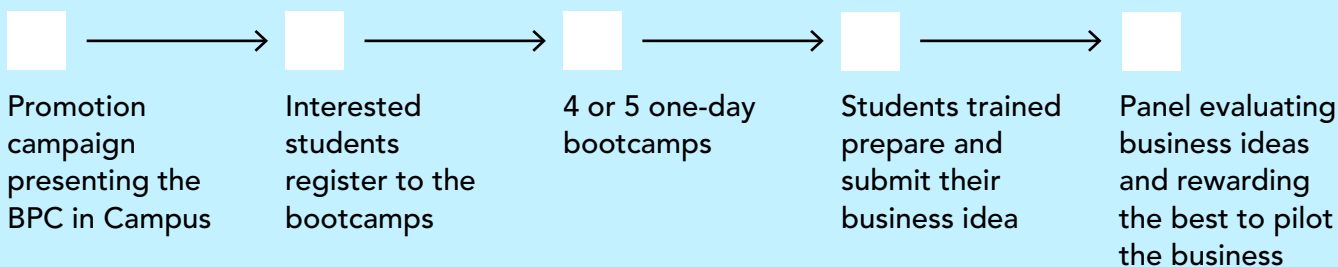 Promotion
campaign
presenting the
BPC in Campus
Interested
students
register to the
bootcamps
4 or 5 one-day
bootcamps
Students trained
prepare and
submit their
business idea
Panel evaluating
business ideas
and rewarding
the best to pilot
the business